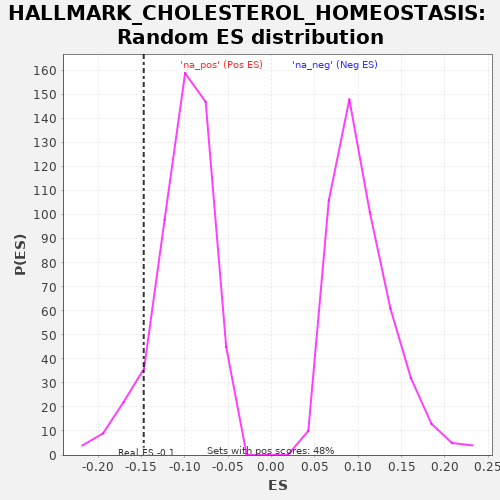 HALLMARK_CHOLESTEROL_HOMEOSTASIS:
Random ES distribution
'na_pos' (Pos ES) 'na_neg' (Neg ES)
160
150
140
130
120
110
100
90
80
70
60
50
40
30
20
10
0
P(ES)
Real ES -0.1 Sets with pos scores: 48%
-0.20 -0.15 -0.10 -0.05 0.00 0.05 0.10 0.15 0.20 0.25
ES